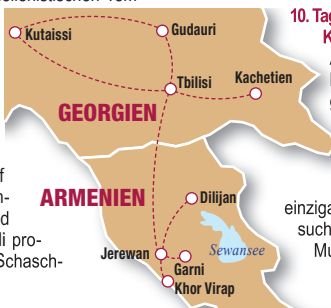 10. Tag
K
Kutaissi
Gudauri
Tbilisi
Kachetien
GEORGIEN
f
n-
d
li pro-
Schasch-
ARMENIEN
Dilijan
Sewansee
Jerewan
Garni
Khor Virap
einziga
such
Mu